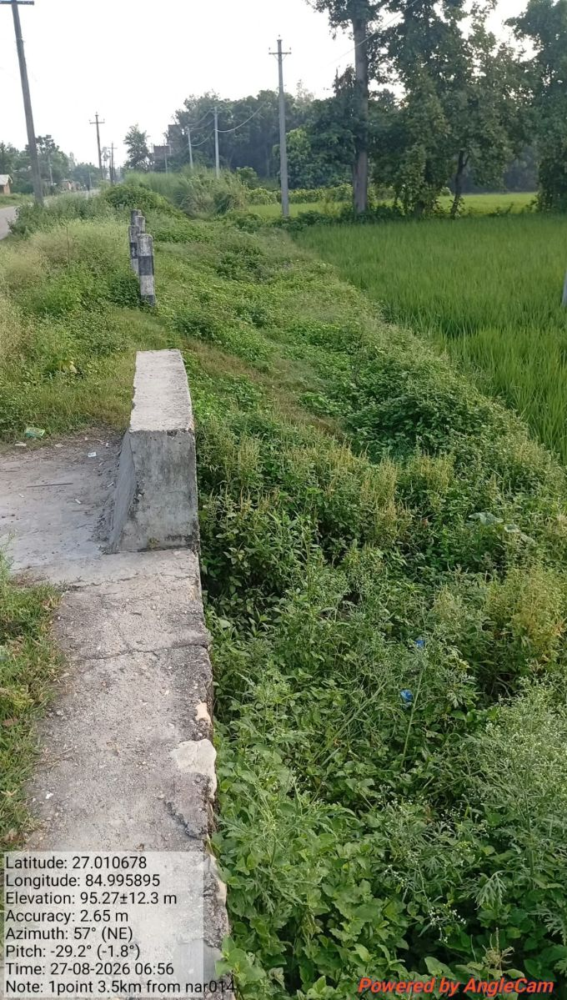 Latitude: 27.010678
Longitude: 84.995895
Elevation: 95.27±12.3 m
Accuracy: 2.65 m
Azimuth: 57° (NE)
Pitch: -29.2° (-1.8°)
Time: 27-08-2026 06:56
Note: 1point 3.5km from nar014
Powered by AngleCam